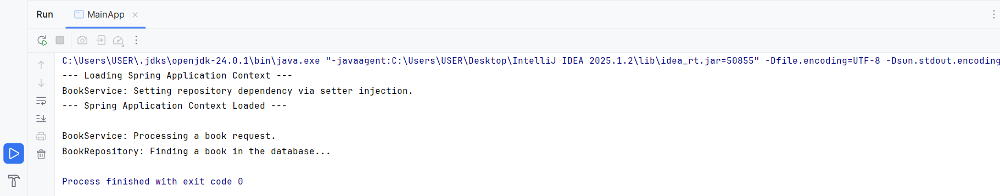 Run MainApp
C:\Users\USER\.jdks\openjdk-24.0.1\bin\java.exe "-javaagent:C:\Users\USER\Desktop\IntelliJ IDEA 2025.1.2\lib\idea_rt.jar=50855" -Dfile.encoding=UTF-8 -Dsun.stdout.encoding
--- Loading Spring Application Context ---
BookService: Setting repository dependency via setter injection.
--- Spring Application Context Loaded ---
BookService: Processing a book request.
BookRepository: Finding a book in the database...
Process finished with exit code 0